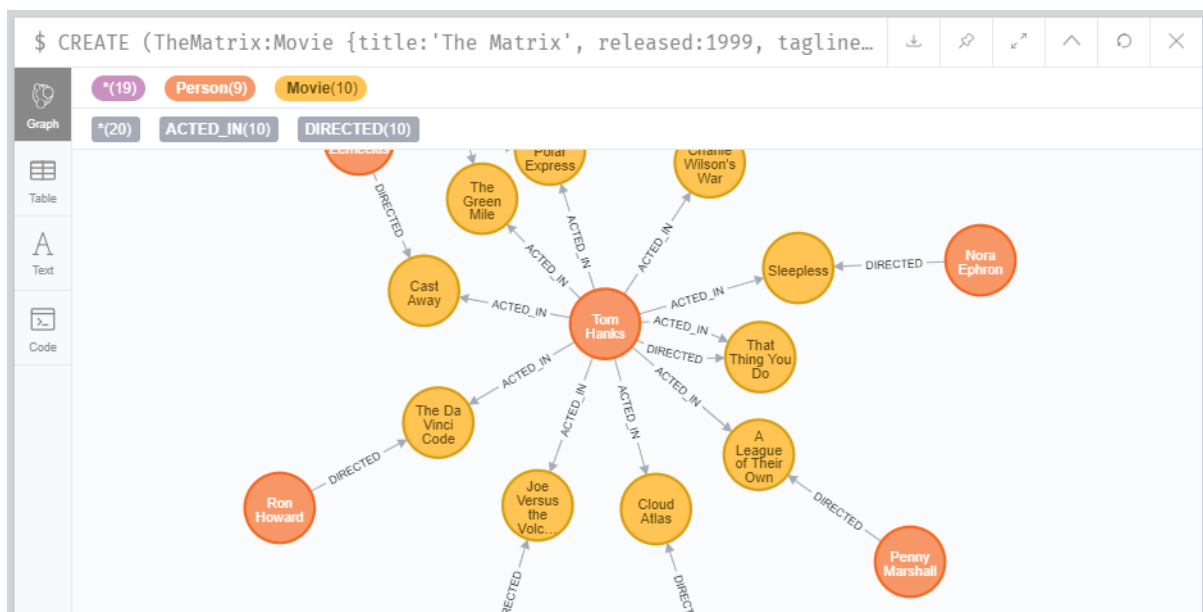 $ CREATE (TheMatrix:Movie {title:'The Matrix', released:1999, tagline…
Graph
Table
Text
Code
*(19) Person(9) Movie(10)
*(20) ACTED_IN(10) DIRECTED(10)
Polar
Express
Charlie
Wilson's
War
The
Green
Mile
DIRECTED
ACTED_IN
ACTED_IN
ACTED_IN
Sleepless
DIRECTED
Nora
Ephron
Cast
Away
ACTED_IN
ACTED_IN
Tom
Hanks
ACTED_IN
DIRECTED
That
Thing You
Do
ACTED_IN
ACTED_IN
The Da
Vinci
Code
ACTED_IN
ACTED_IN
A
League
of Their
Own
DIRECTED
Ron
Howard
Joe
Versus
the
Volc...
Cloud
Atlas
DIRECTED
Penny
Marshall
DIRECTED